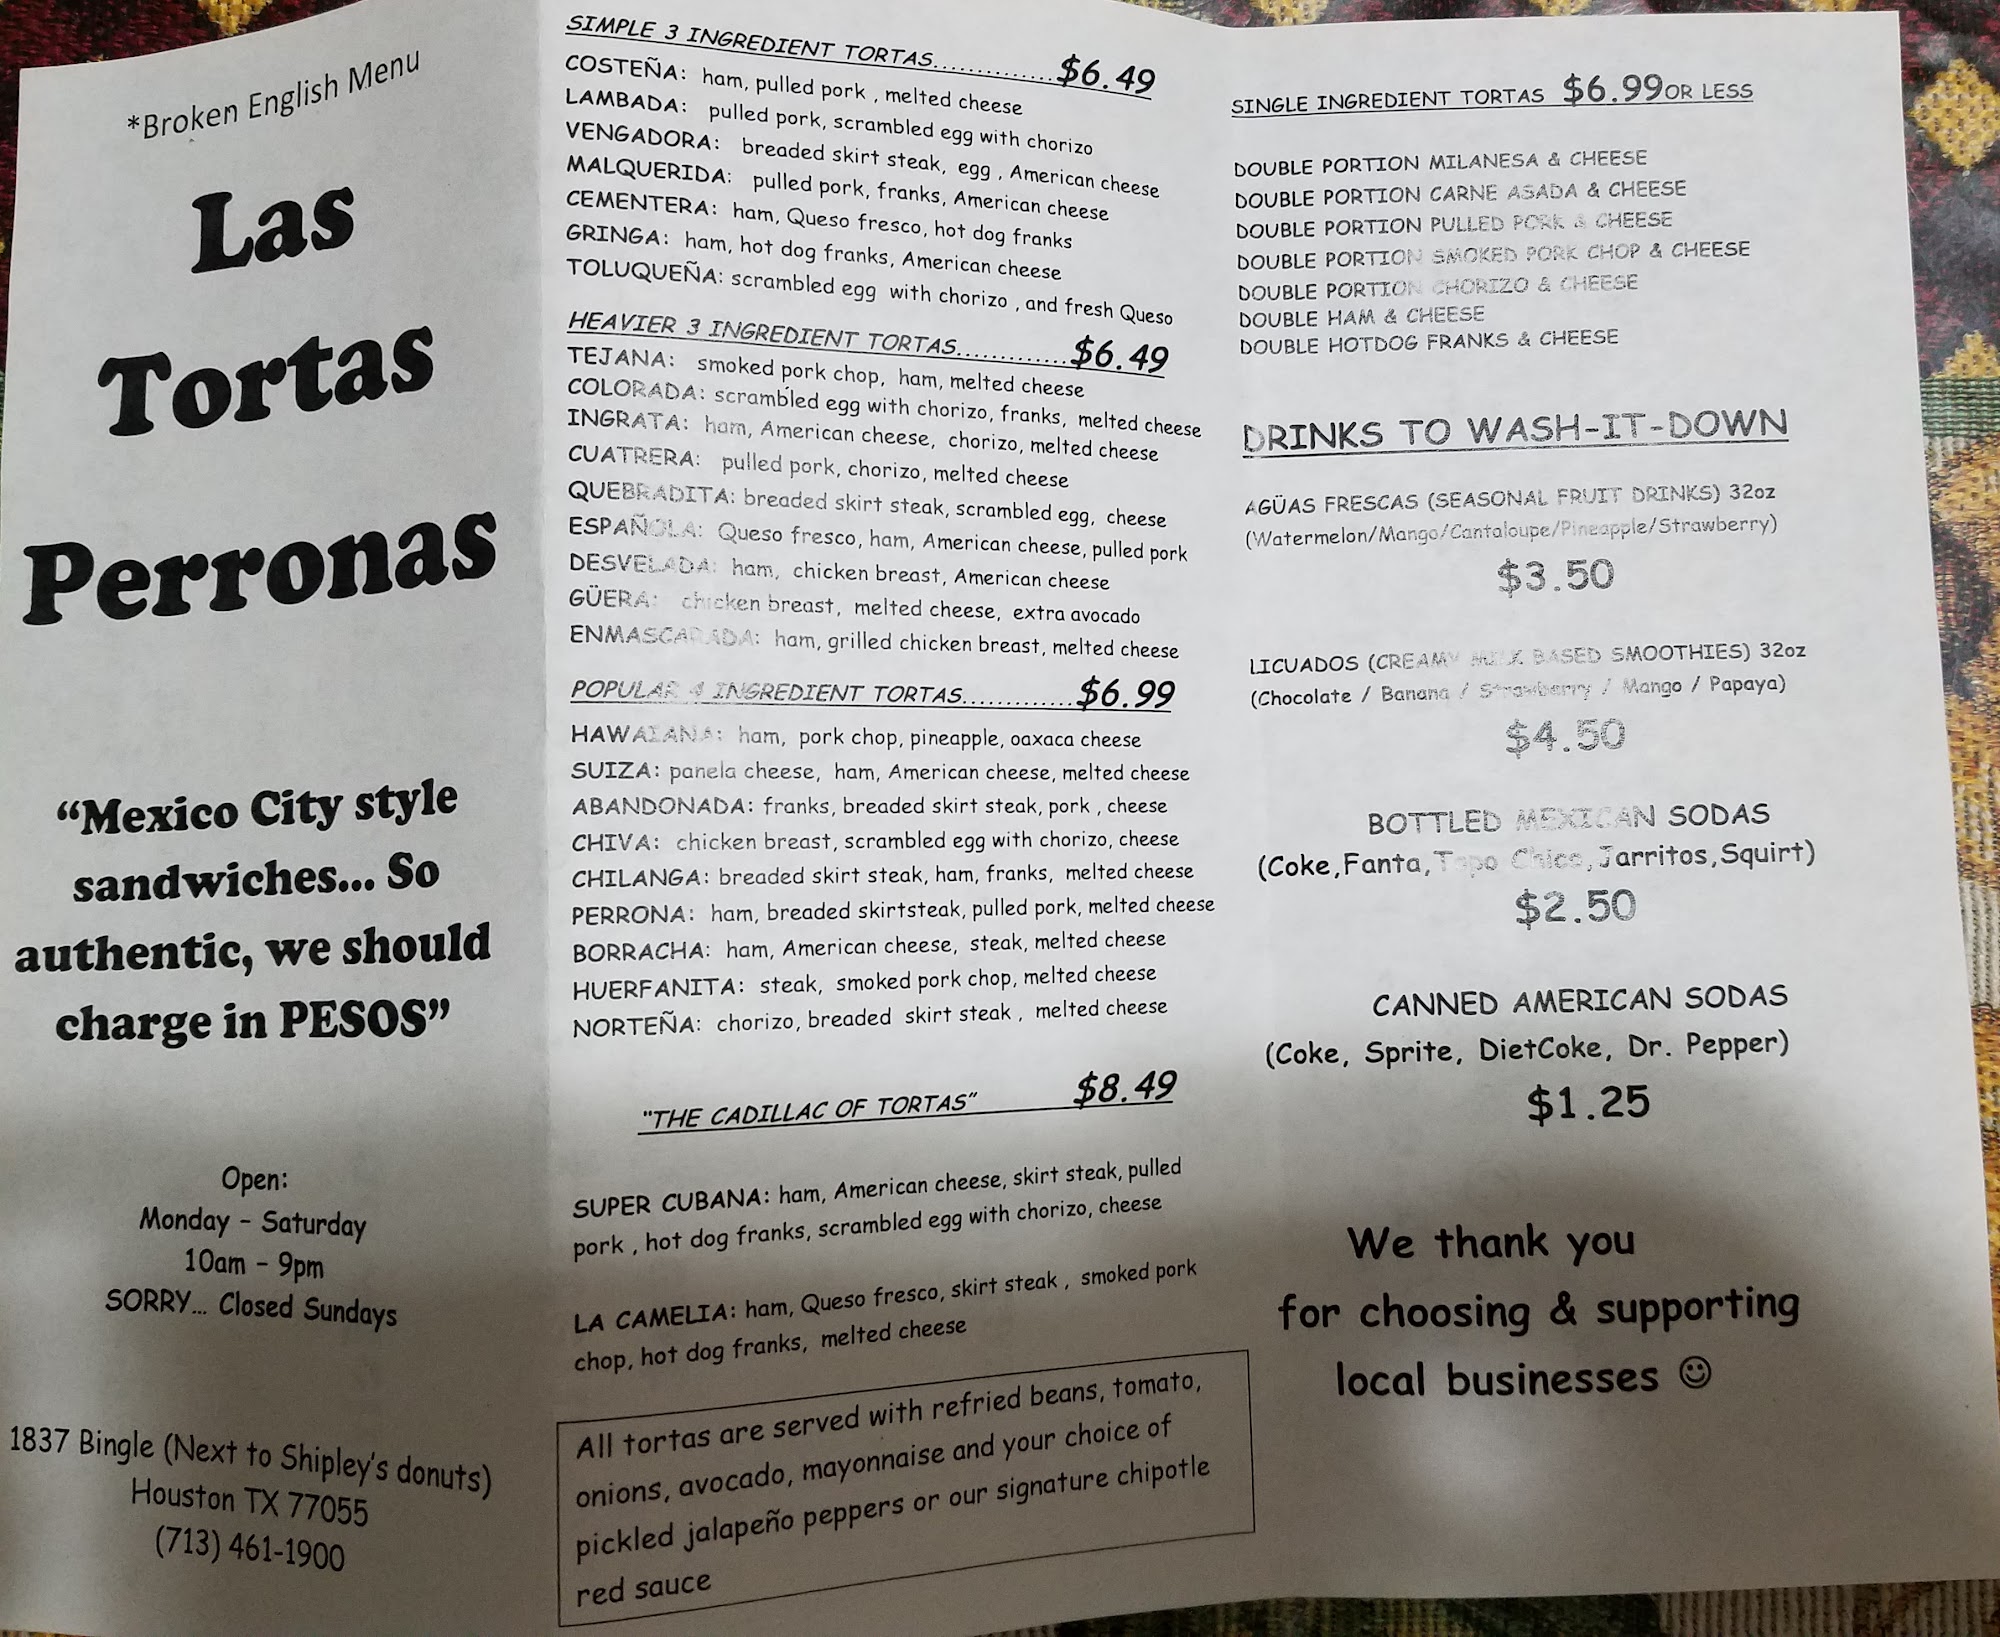 *Broken English Menu
Las
Tortas
Perronas
“Mexico City style
sandwiches... So
authentic, we should
charge in PESOS”
Open:
Monday - Saturday
10am - 9pm
SORRY... Closed Sundays
1837 Bingle (Next to Shipley's donuts)
Houston TX 77055
(713) 461-1900
SIMPLE 3 INGREDIENT TORTAS..............$6.49
COSTEÑA: ham, pulled pork , melted cheese
LAMBADA: pulled pork, scrambled egg with chorizo
VENGADORA: breaded skirt steak, egg , American cheese
MALQUERIDA: pulled pork, franks, American cheese
CEMENTERA: ham, Queso fresco, hot dog franks
GRINGA: ham, hot dog franks, American cheese
TOLUQUEÑA: scrambled egg with chorizo , and fresh Queso
HEAVIER 3 INGREDIENT TORTAS.............$6.49
TEJANA: smoked pork chop, ham, melted cheese
COLORADA: scrambled egg with chorizo, franks, melted cheese
INGRATA: ham, American cheese, chorizo, melted cheese
CUATRERA: pulled pork, chorizo, melted cheese
QUEBRADITA: breaded skirt steak, scrambled egg, cheese
ESPAÑOLA: Queso fresco, ham, American cheese, pulled pork
DESVELADA: ham, chicken breast, American cheese
GÜERA: chicken breast, melted cheese, extra avocado
ENMASCARADA: ham, grilled chicken breast, melted cheese
POPULAR 4 INGREDIENT TORTAS.............$6.99
HAWAIANA: ham, pork chop, pineapple, oaxaca cheese
SUIZA: panela cheese, ham, American cheese, melted cheese
ABANDONADA: franks, breaded skirt steak, pork , cheese
CHIVA: chicken breast, scrambled egg with chorizo, cheese
CHILANGA: breaded skirt steak, ham, franks, melted cheese
PERRONA: ham, breaded skirtsteak, pulled pork, melted cheese
BORRACHA: ham, American cheese, steak, melted cheese
HUERFANITA: steak, smoked pork chop, melted cheese
NORTEÑA: chorizo, breaded skirt steak , melted cheese
"THE CADILLAC OF TORTAS" $8.49
SUPER CUBANA: ham, American cheese, skirt steak, pulled
pork , hot dog franks, scrambled egg with chorizo, cheese
LA CAMELIA: ham, Queso fresco, skirt steak , smoked pork
chop, hot dog franks, melted cheese
All tortas are served with refried beans, tomato,
onions, avocado, mayonnaise and your choice of
pickled jalapeño peppers or our signature chipotle
red sauce
SINGLE INGREDIENT TORTAS $6.99OR LESS
DOUBLE PORTION MILANESA & CHEESE
DOUBLE PORTION CARNE ASADA & CHEESE
DOUBLE PORTION PULLED PORK & CHEESE
DOUBLE PORTION SMOKED PORK CHOP & CHEESE
DOUBLE PORTION CHORIZO & CHEESE
DOUBLE HAM & CHEESE
DOUBLE HOTDOG FRANKS & CHEESE
DRINKS TO WASH-IT-DOWN
AGÜAS FRESCAS (SEASONAL FRUIT DRINKS) 32oz
(Watermelon/Mango/Cantaloupe/Pineapple/Strawberry)
$3.50
LICUADOS (CREAMY MILK BASED SMOOTHIES) 32oz
(Chocolate / Banana / Strawberry / Mango / Papaya)
$4.50
BOTTLED MEXICAN SODAS
(Coke,Fanta,Topo Chico,Jarritos,Squirt)
$2.50
CANNED AMERICAN SODAS
(Coke, Sprite, DietCoke, Dr. Pepper)
$1.25
We thank you
for choosing & supporting
local businesses ☺